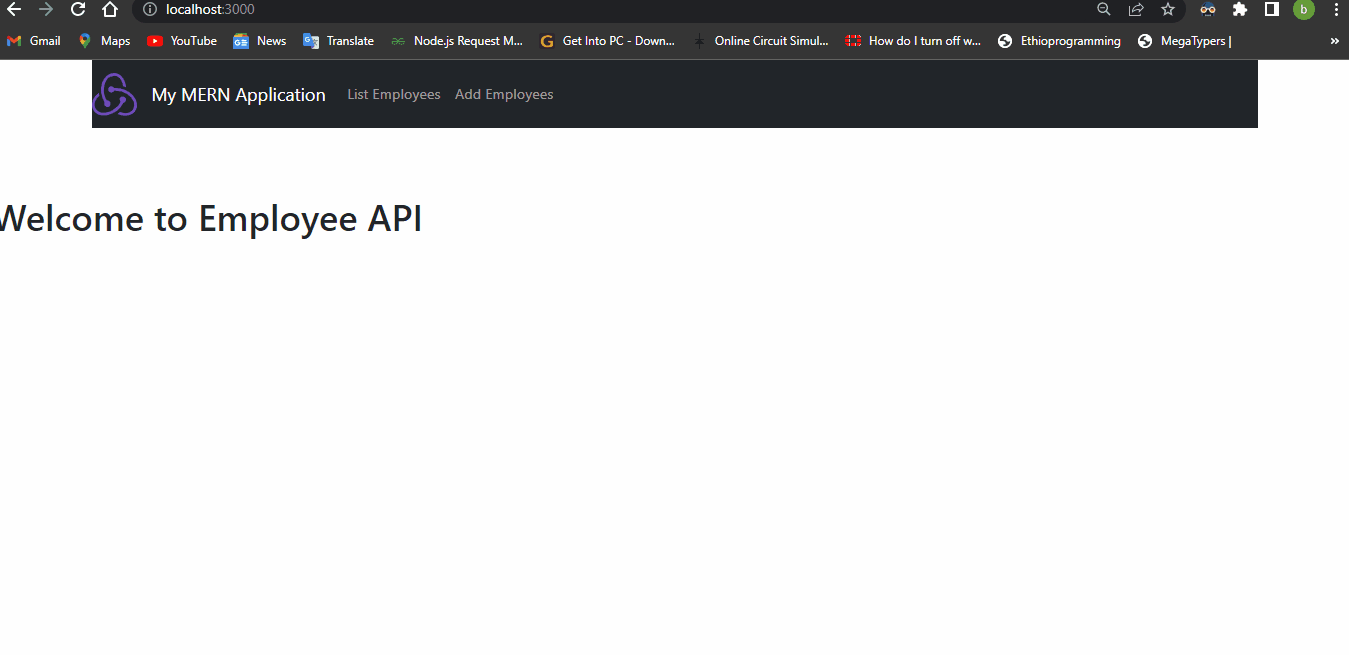 localhost:3000
b
Gmail Maps YouTube News Translate Node.js Request M... Get Into PC - Down... Online Circuit Simul... How do I turn off w... Ethioprogramming MegaTypers | »
My MERN Application List Employees Add Employees
Welcome to Employee API